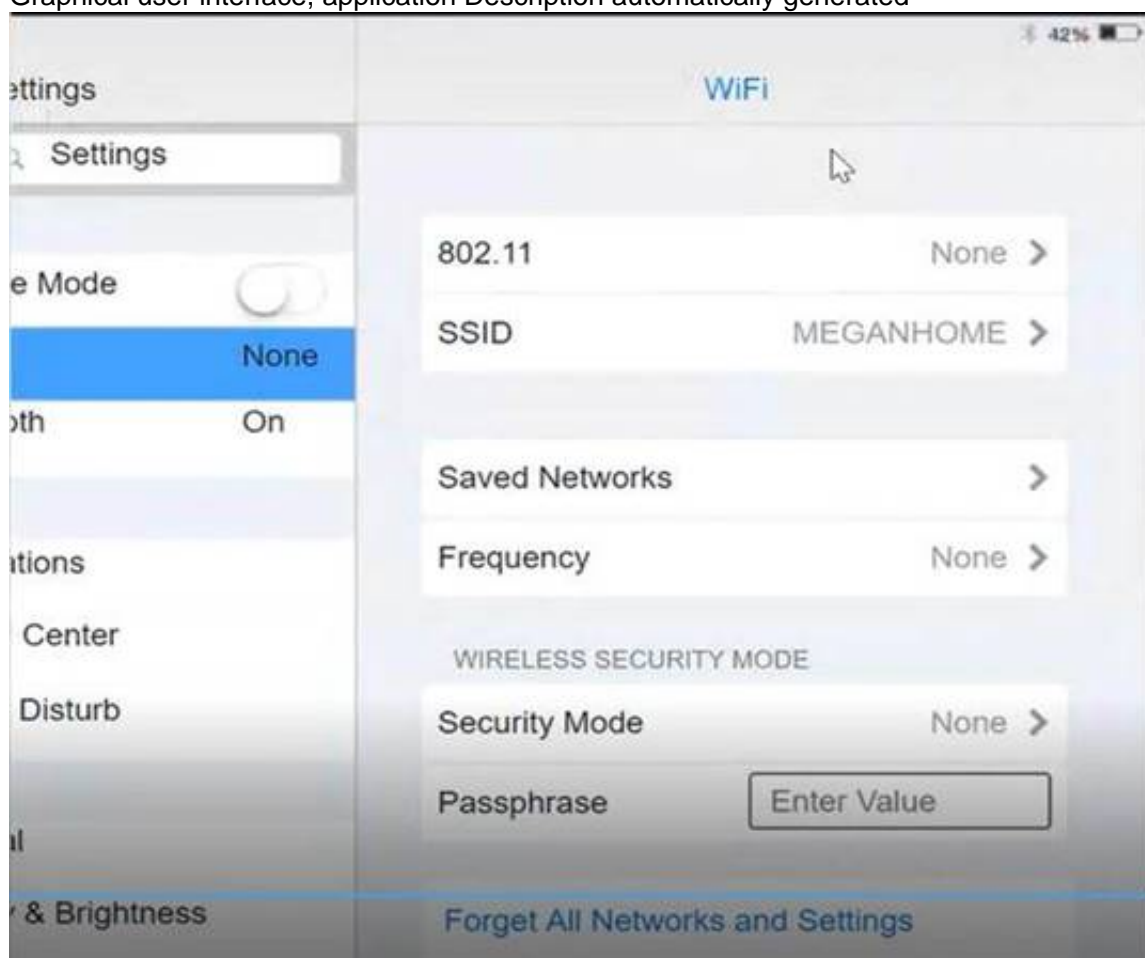 Graphical user interface, application Description automatically generated
42%
ettings
WiFi
Settings
802.11 None
e Mode
SSID MEGANHOME
None
oth On
Saved Networks
ations
Frequency None
Center
WIRELESS SECURITY MODE
Disturb
Security Mode None
Passphrase Enter Value
al
& Brightness
Forget All Networks and Settings